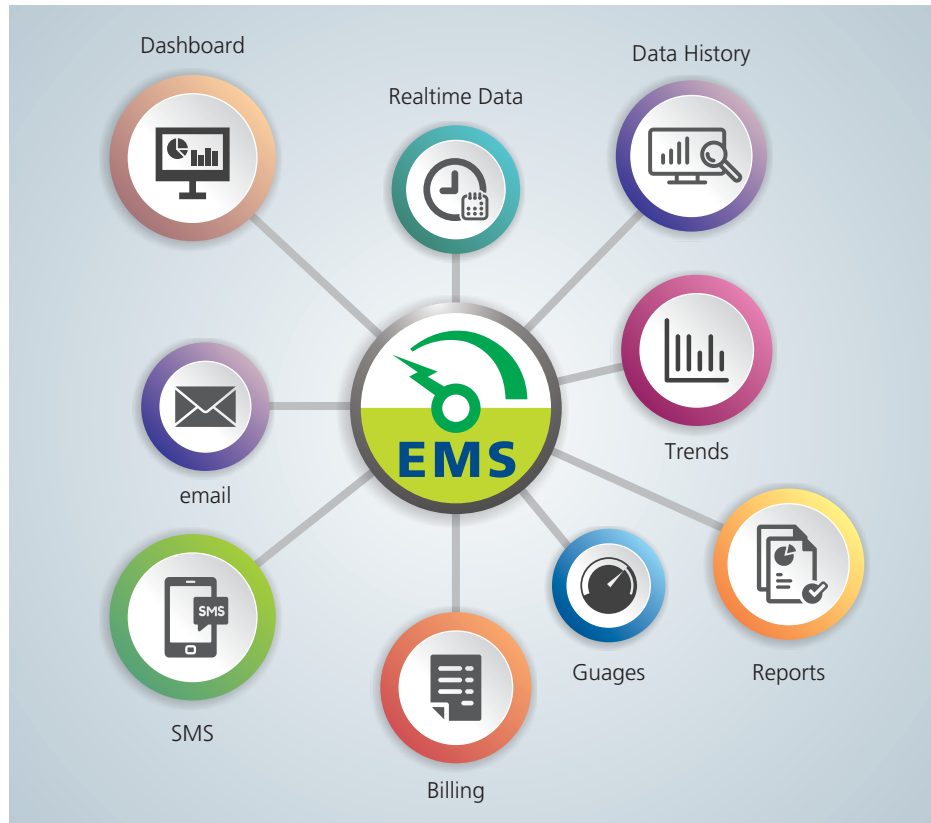 Dashboard
Data History
Realtime Data
EMS
Trends
email
SMS
Guages
Reports
SMS
Billing